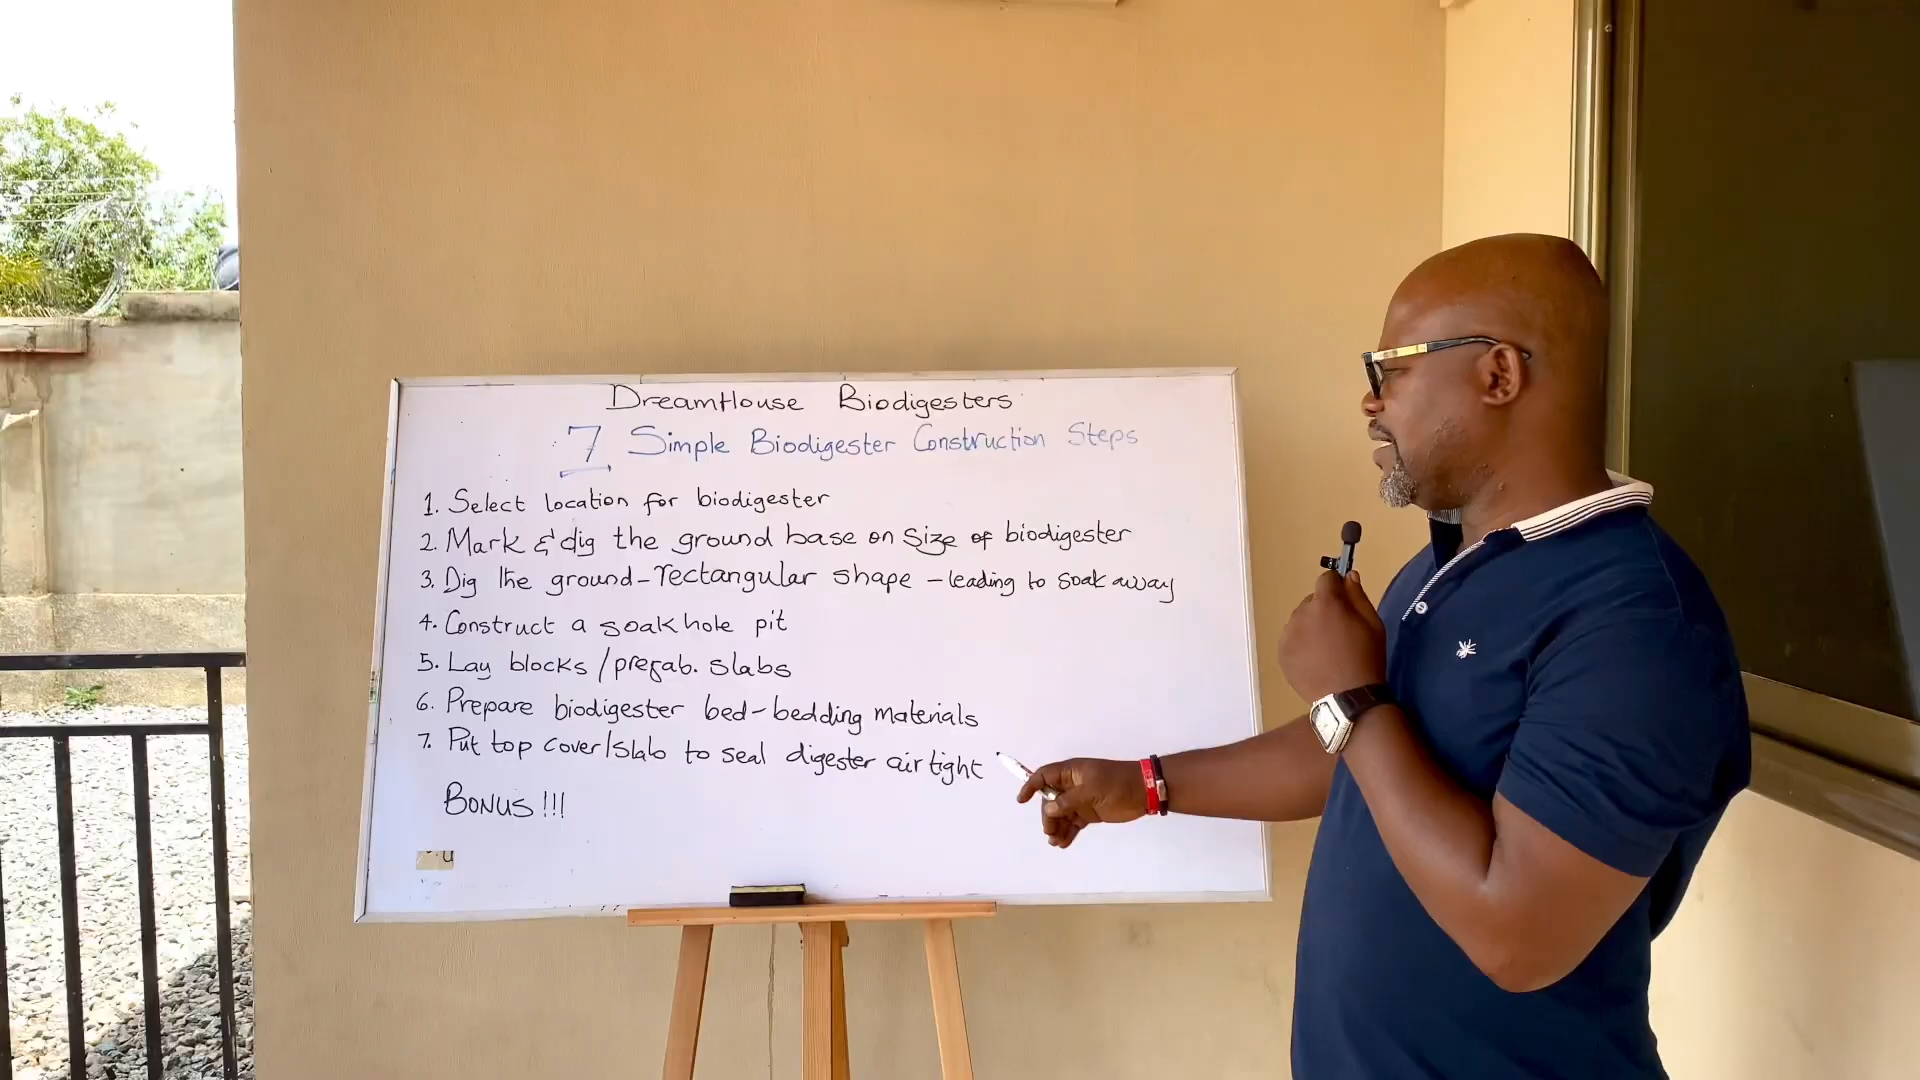 DreamHouse Biodigesters
7 Simple Biodigester Construction Steps
1. Select location for biodigester
2. Mark & dig the ground base on size of biodigester
3. Dig the ground - rectangular shape - leading to soak away
4. Construct a soak hole pit
5. Lay blocks / prefab. slabs
6. Prepare biodigester bed - bedding materials
7. Put top cover/slab to seal digester air tight
BONUS!!!